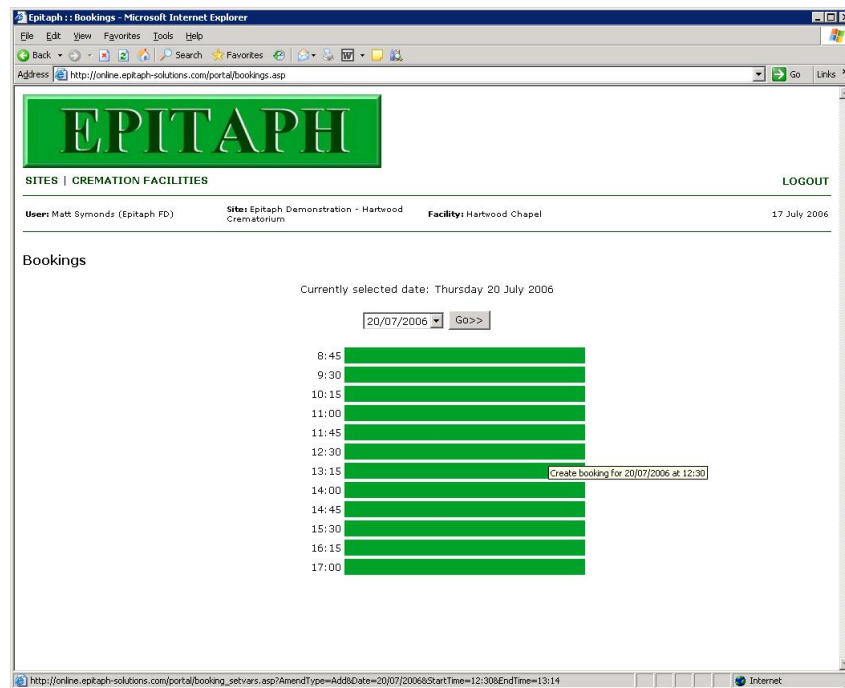 Epitaph :: Bookings - Microsoft Internet Explorer
File Edit View Favorites Tools Help
Back Search Favorites
Address http://online.epitaph-solutions.com/portal/bookings.asp Go Links
EPITAPH
SITES | CREMATION FACILITIES LOGOUT
User: Matt Symonds (Epitaph FD) Site: Epitaph Demonstration - Hartwood Facility: Hartwood Chapel 17 July 2006
Crematorium
Bookings
Currently selected date: Thursday 20 July 2006
20/07/2006 Go>>
8:45
9:30
10:15
11:00
11:45
12:30
13:15 Create booking for 20/07/2006 at 12:30
14:00
14:45
15:30
16:15
17:00
http://online.epitaph-solutions.com/portal/booking_setvars.asp?AmendType=Add&Date=20/07/2006&StartTime=12:30&EndTime=13:14 Internet